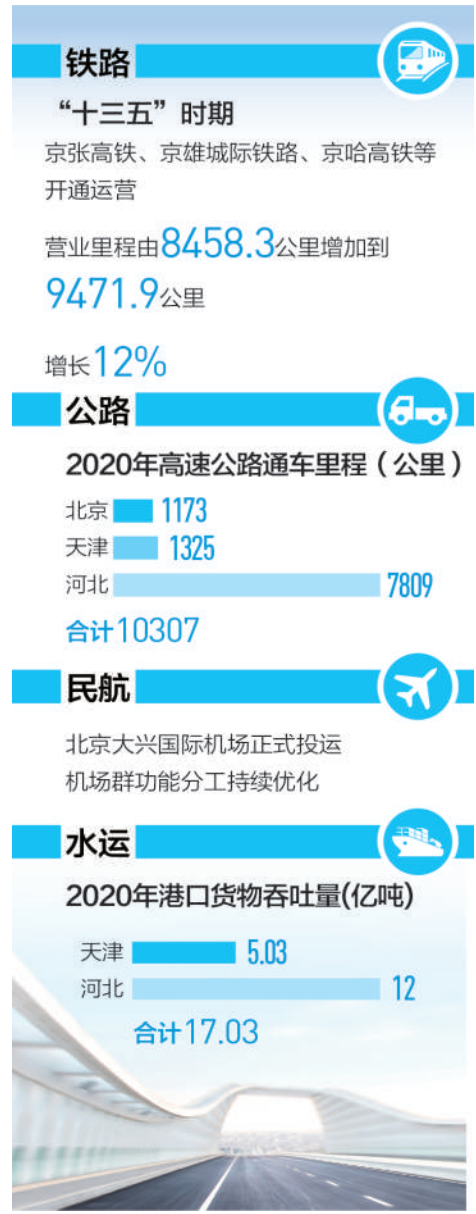 铁路
“十三五”时期
京张高铁、京雄城际铁路、京哈高铁等
开通运营
营业里程由8458.3公里增加到
9471.9公里
增长12%
公路
2020年高速公路通车里程（公里）
北京 1173
天津 1325
河北 7809
合计10307
民航
北京大兴国际机场正式投运
机场群功能分工持续优化
水运
2020年港口货物吞吐量(亿吨)
天津 5.03
河北 12
合计17.03